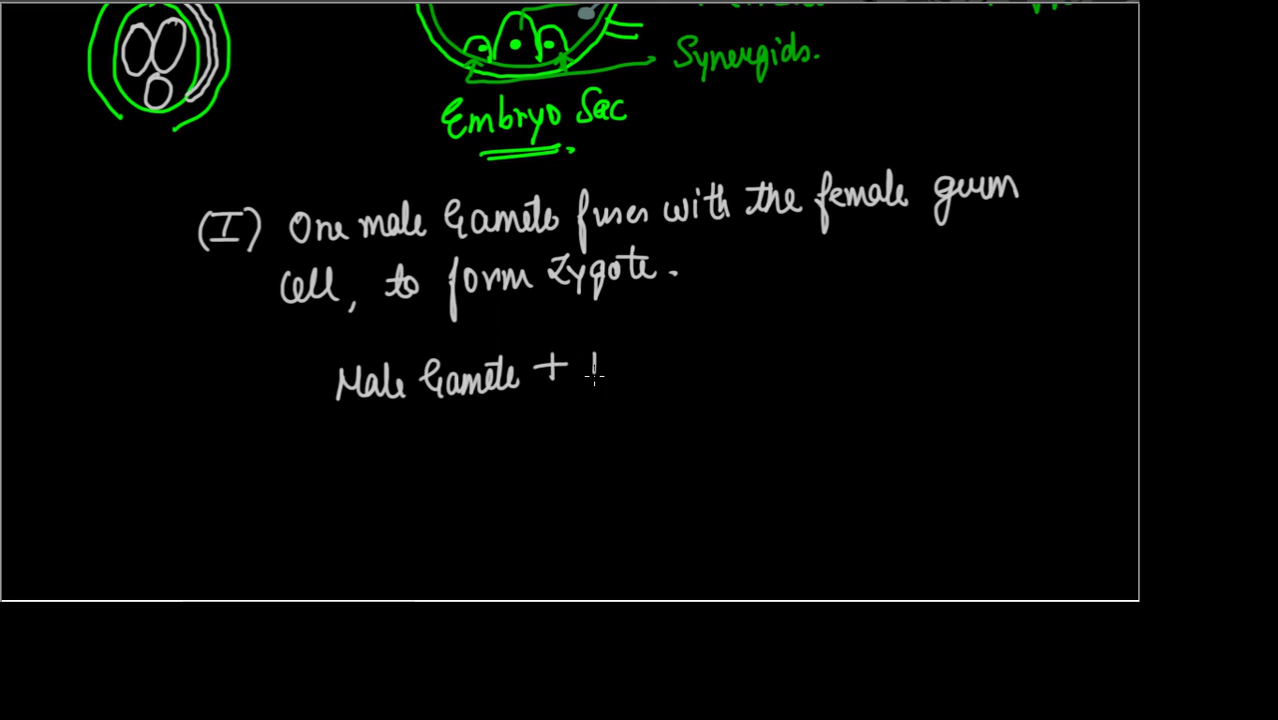 Synergids.
Embryo Sac
(I) One male Gamete fuses with the female germ
cell, to form zygote.
Male Gamete +